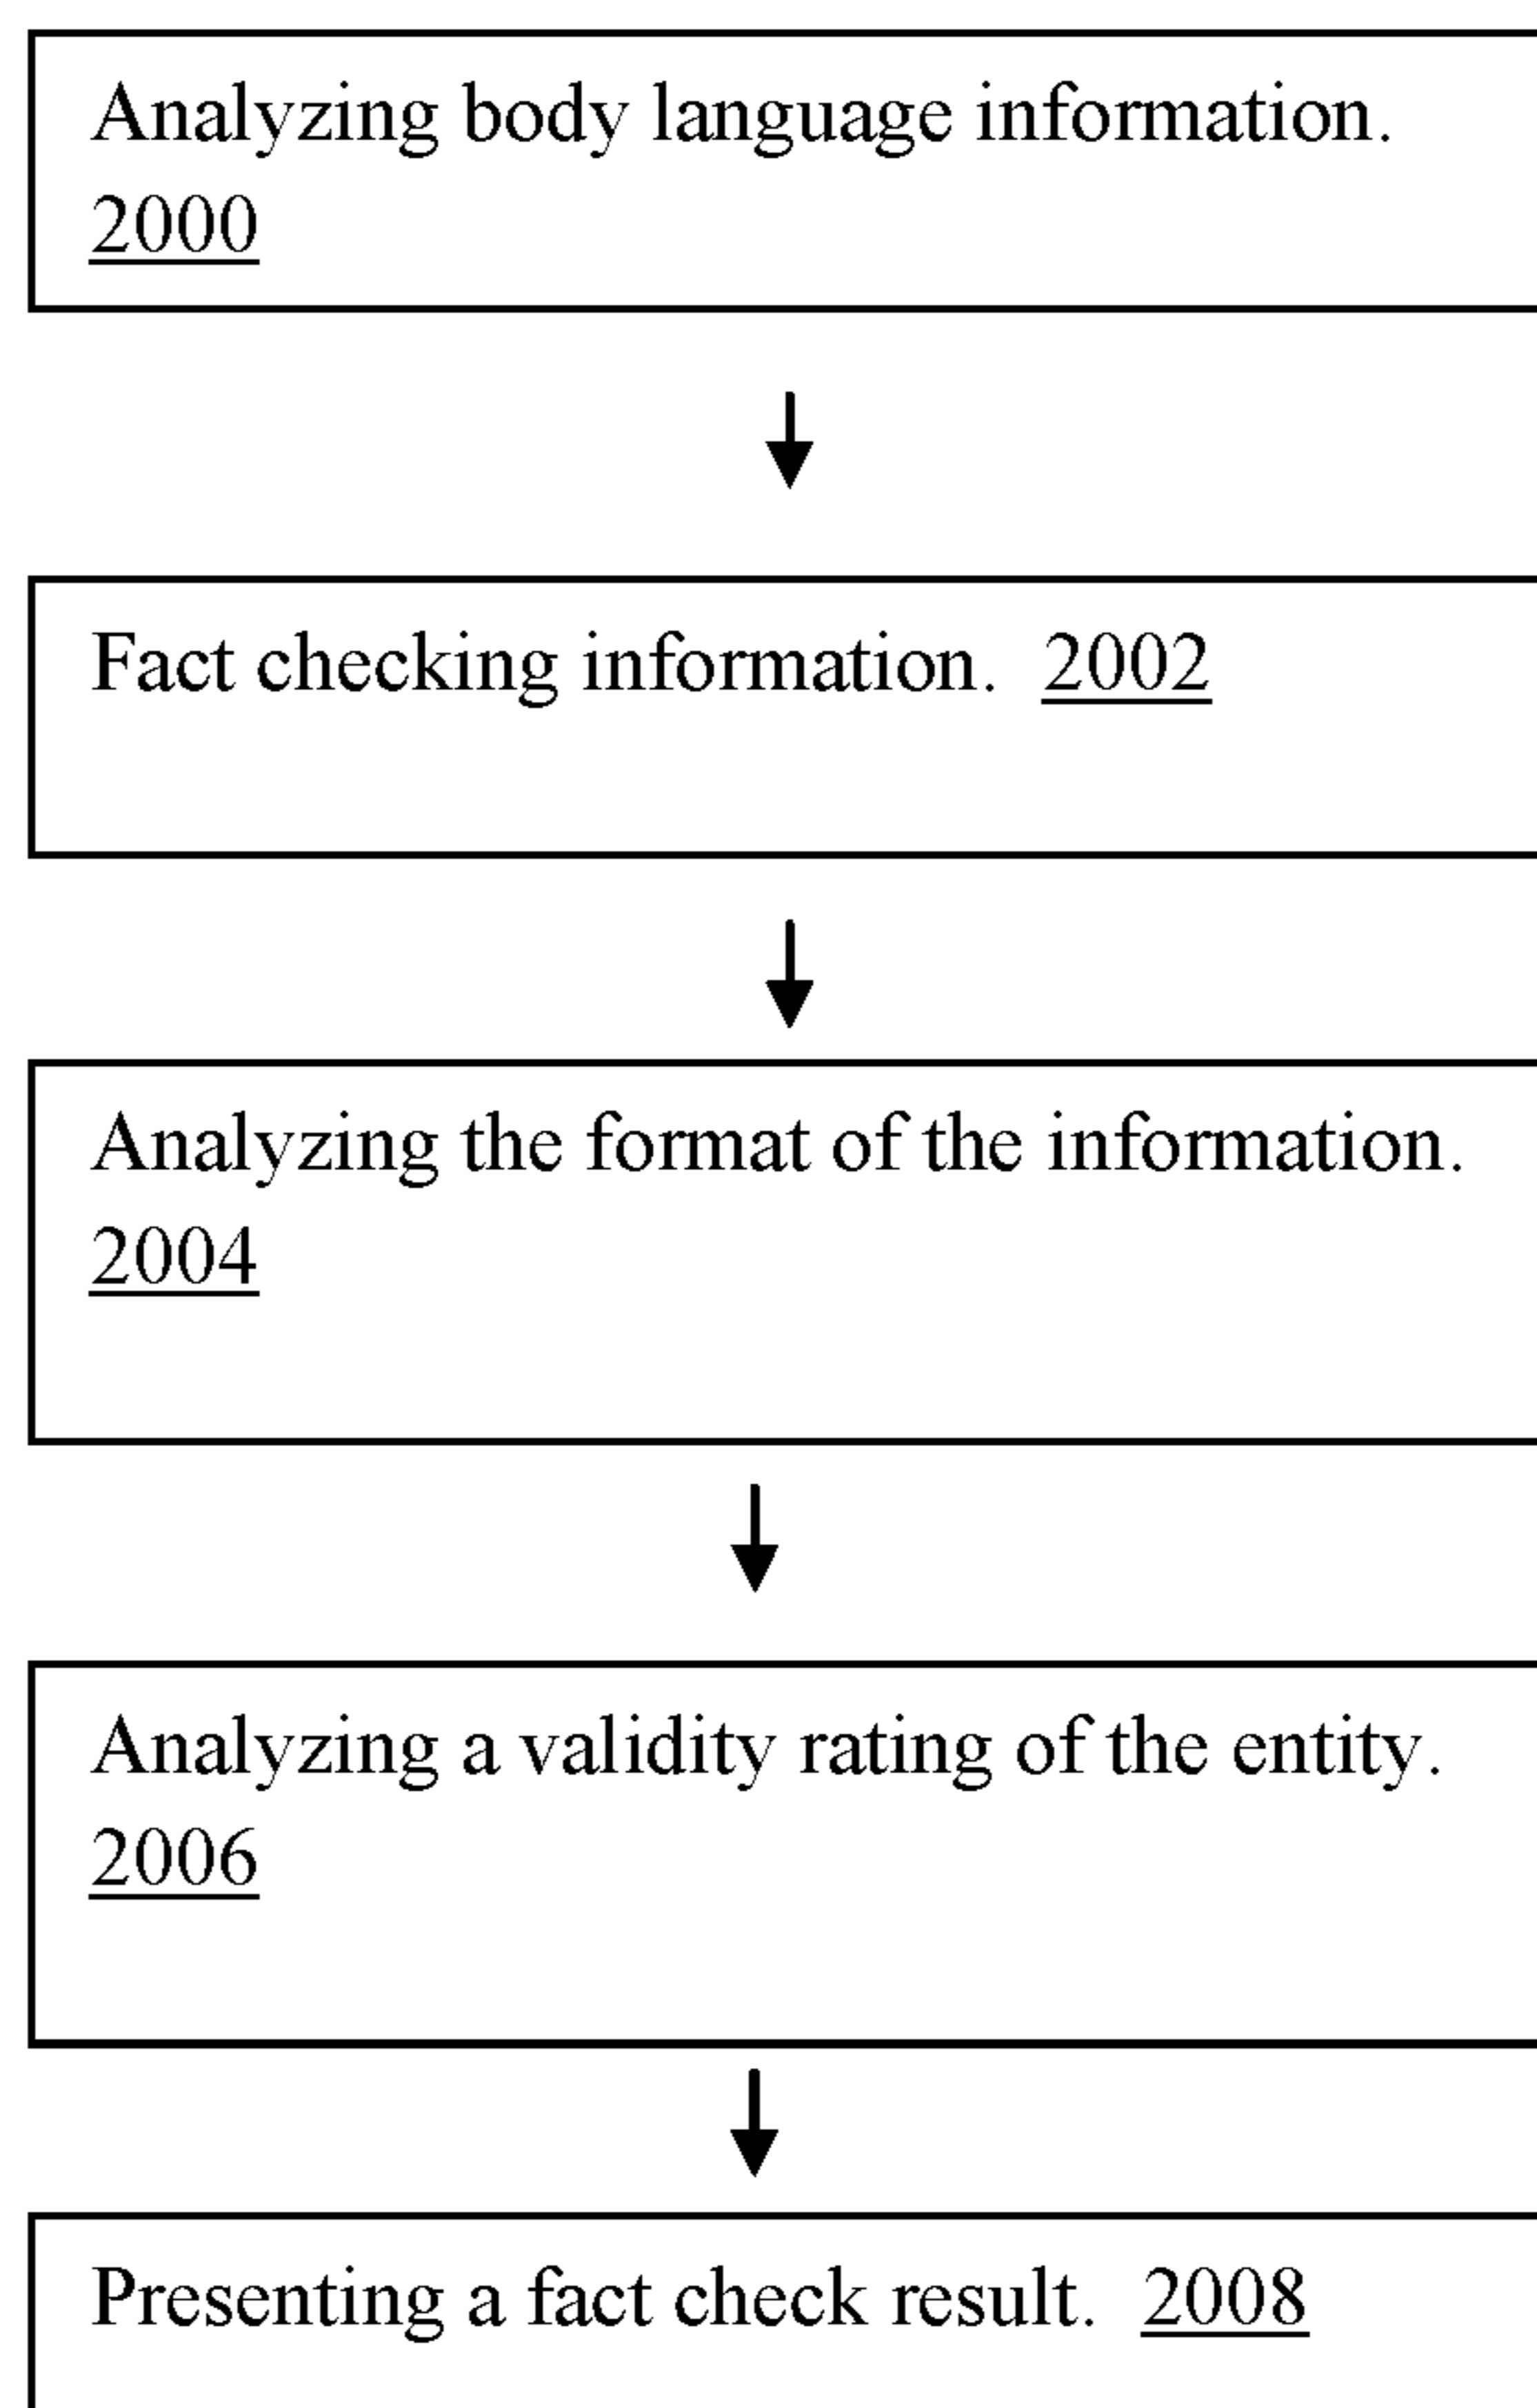 Analyzing body language information.
2000
Fact checking information. 2002
Analyzing the format of the information.
2004
Analyzing a validity rating of the entity.
2006
Presenting a fact check result. 2008